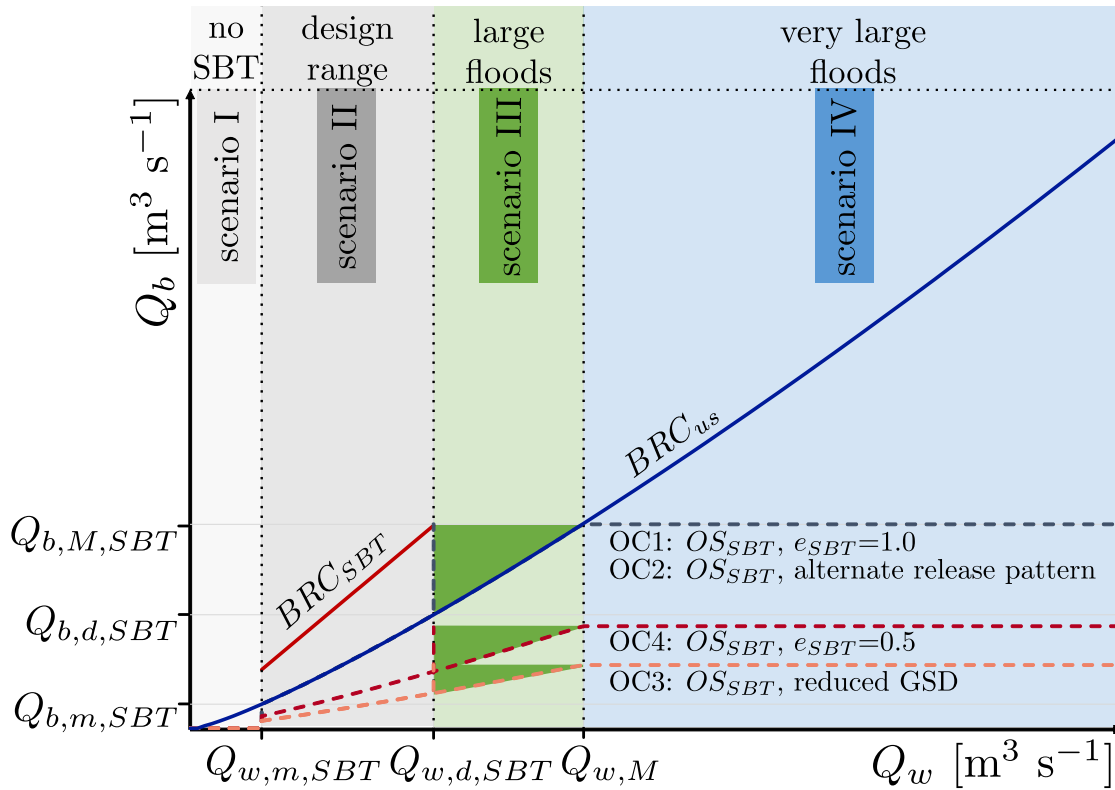 no
SBT
design
range
large
floods
very large
floods
scenario I
scenario II
scenario III
scenario IV
Q_b [m³ s⁻¹]
BRC_us
BRC_SBT
Q_b,M,SBT
OC1: OS_SBT, e_SBT=1.0
OC2: OS_SBT, alternate release pattern
Q_b,d,SBT
OC4: OS_SBT, e_SBT=0.5
OC3: OS_SBT, reduced GSD
Q_b,m,SBT
Q_w,m,SBT
Q_w,d,SBT
Q_w,M
Q_w [m³ s⁻¹]